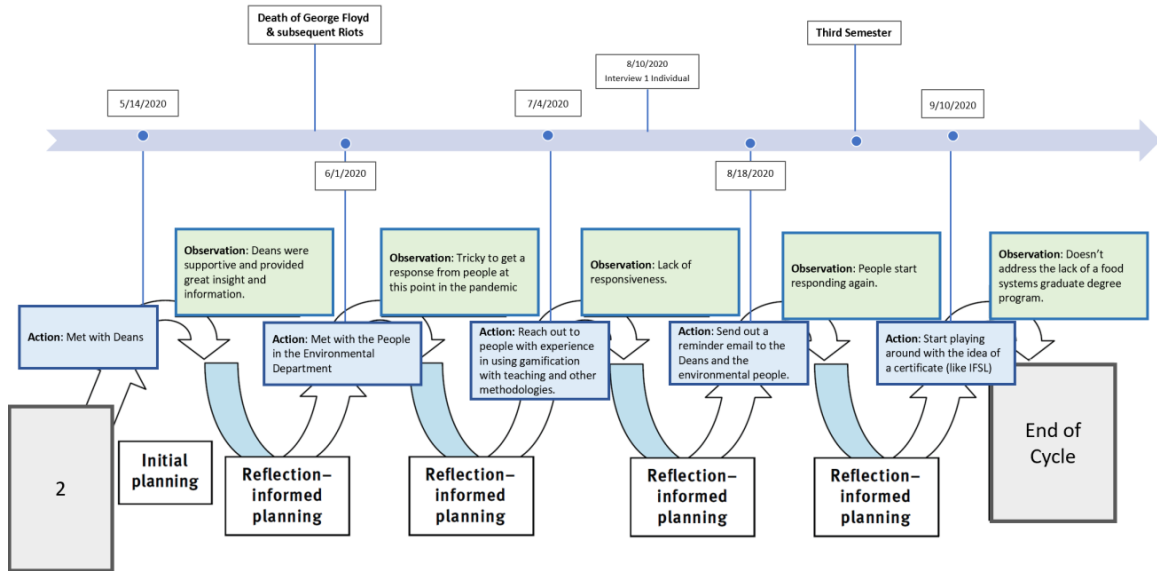 Death of George Floyd
& subsequent Riots
Third Semester
8/10/2020
Interview 1 Individual
5/14/2020
7/4/2020
9/10/2020
6/1/2020
8/18/2020
Observation: Deans were
supportive and provided
great insight and
information.
Observation: Tricky to get a
response from people at
this point in the pandemic
Observation: Lack of
responsiveness.
Observation: People start
responding again.
Observation: Doesn't
address the lack of a food
systems graduate degree
program.
Action: Met with Deans
Action: Met with the People
in the Environmental
Department
Action: Reach out to
people with experience
in using gamification
with teaching and other
methodologies.
Action: Send out a
reminder email to the
Deans and the
environmental people.
Action: Start playing
around with the idea of
a certificate (like IFSL)
2
Initial
planning
Reflection–
informed
planning
Reflection–
informed
planning
Reflection–
informed
planning
Reflection–
informed
planning
End of
Cycle